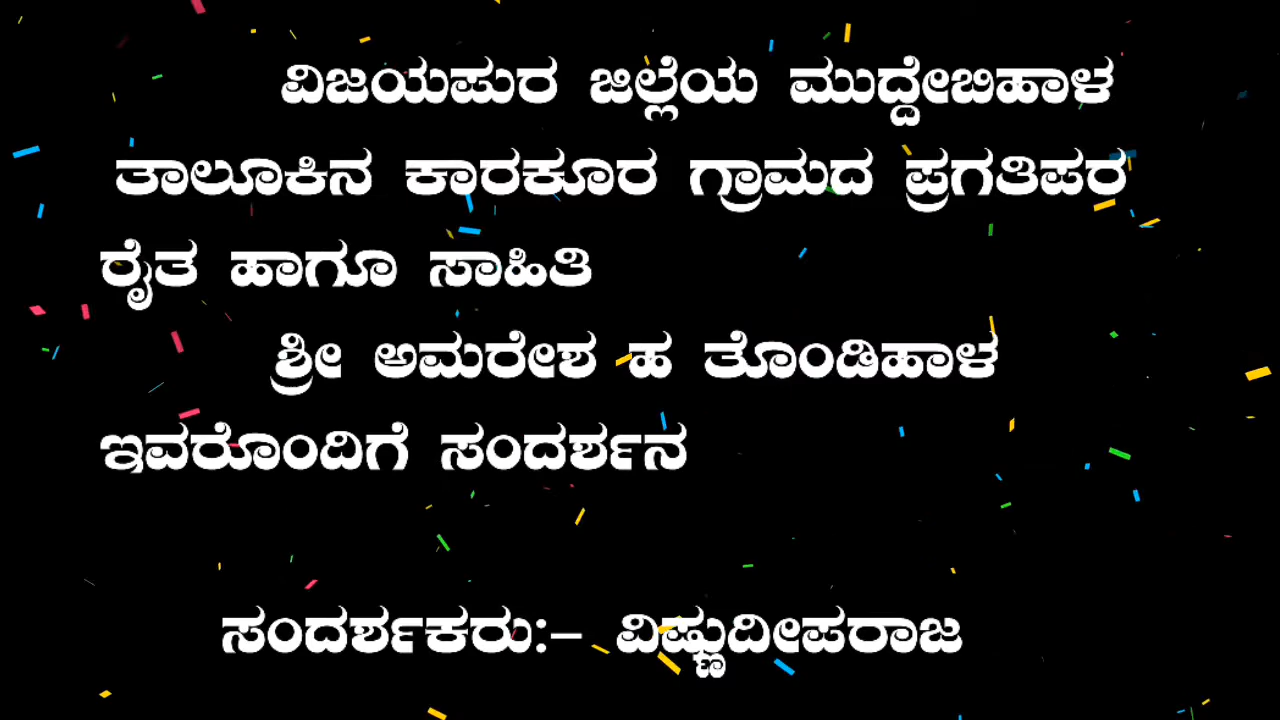 ವಿಜಯಪುರ ಜಿಲ್ಲೆಯ ಮುದ್ದೇಬಿಹಾಳ
ತಾಲೂಕಿನ ಕಾರಕೂರ ಗ್ರಾಮದ ಪ್ರಗತಿಪರ
ರೈತ ಹಾಗೂ ಸಾಹಿತಿ
ಶ್ರೀ ಅಮರೇಶ ಹ ತೊಂಡಿಹಾಳ
ಇವರೊಂದಿಗೆ ಸಂದರ್ಶನ
ಸಂದರ್ಶಕರು:– ವಿಷ್ಣುದೀಪರಾಜ